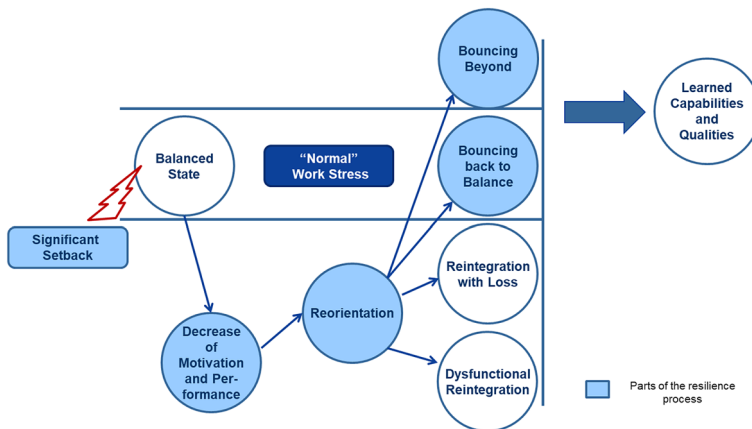 Bouncing
Beyond
Learned
Capabilities
and
Qualities
Balanced
State
“Normal”
Work Stress
Bouncing
back to
Balance
Significant
Setback
Reintegration
with Loss
Reorientation
Decrease
of
Motivation
and Per-
formance
Dysfunctional
Reintegration
Parts of the resilience
process